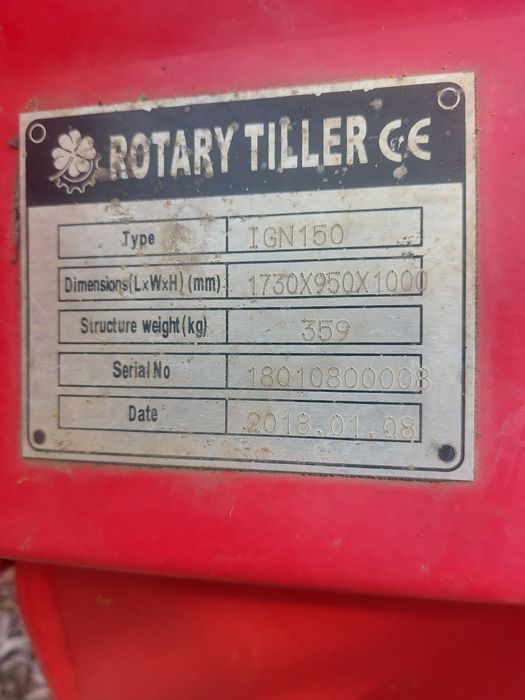 ROTARY TILLER CE
Type IGN150
Dimensions(LxWxH) (mm) 1730X950X1000
Structure weight(kg) 359
Serial No 18010800008
Date 2018.01.08